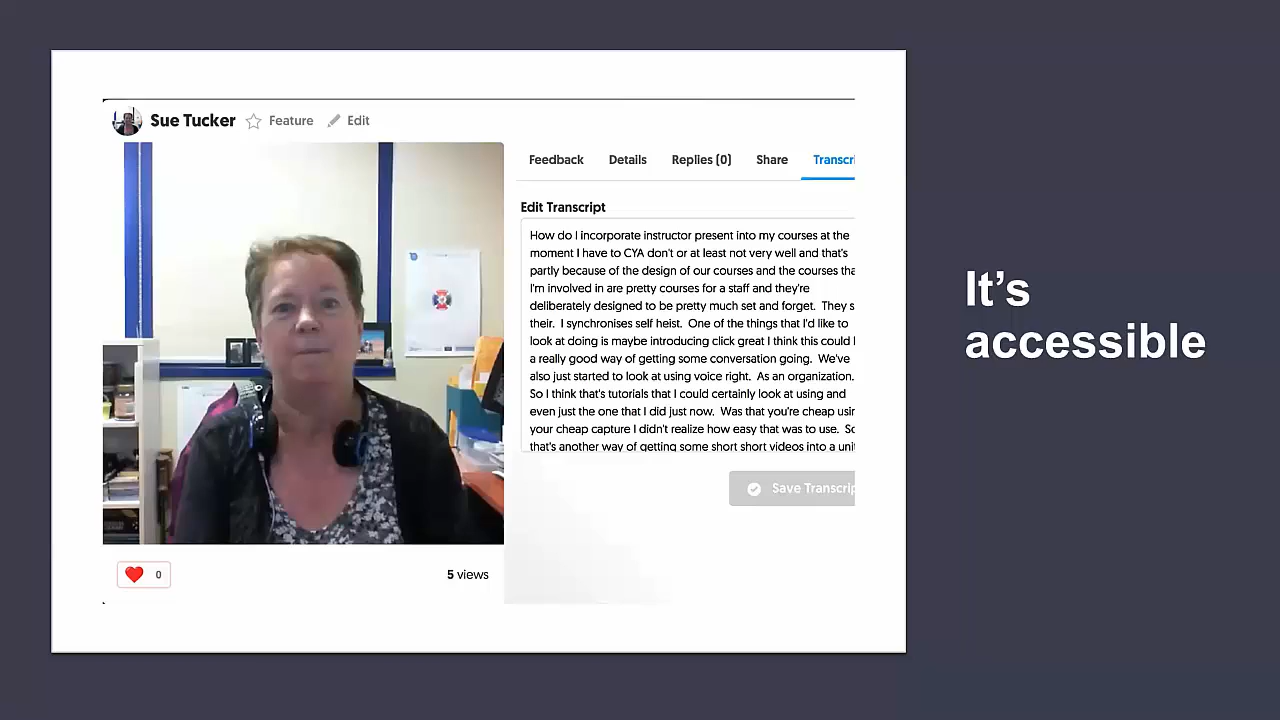 Sue Tucker Feature Edit
Feedback Details Replies (0) Share Transcri
Edit Transcript
How do I incorporate instructor present into my courses at the
moment I have to CYA don't or at least not very well and that's
partly because of the design of our courses and the courses tha
I'm involved in are pretty courses for a staff and they're
deliberately designed to be pretty much set and forget. They s
their. I synchronises self heist. One of the things that I'd like to
look at doing is maybe introducing click great I think this could
a really good way of getting some conversation going. We've
also just started to look at using voice right. As an organization.
So I think that's tutorials that I could certainly look at using and
even just the one that I did just now. Was that you're cheap usin
your cheap capture I didn't realize how easy that was to use. So
that's another way of getting some short short videos into a unit
Save Transcrip
0
5 views
It's
accessible